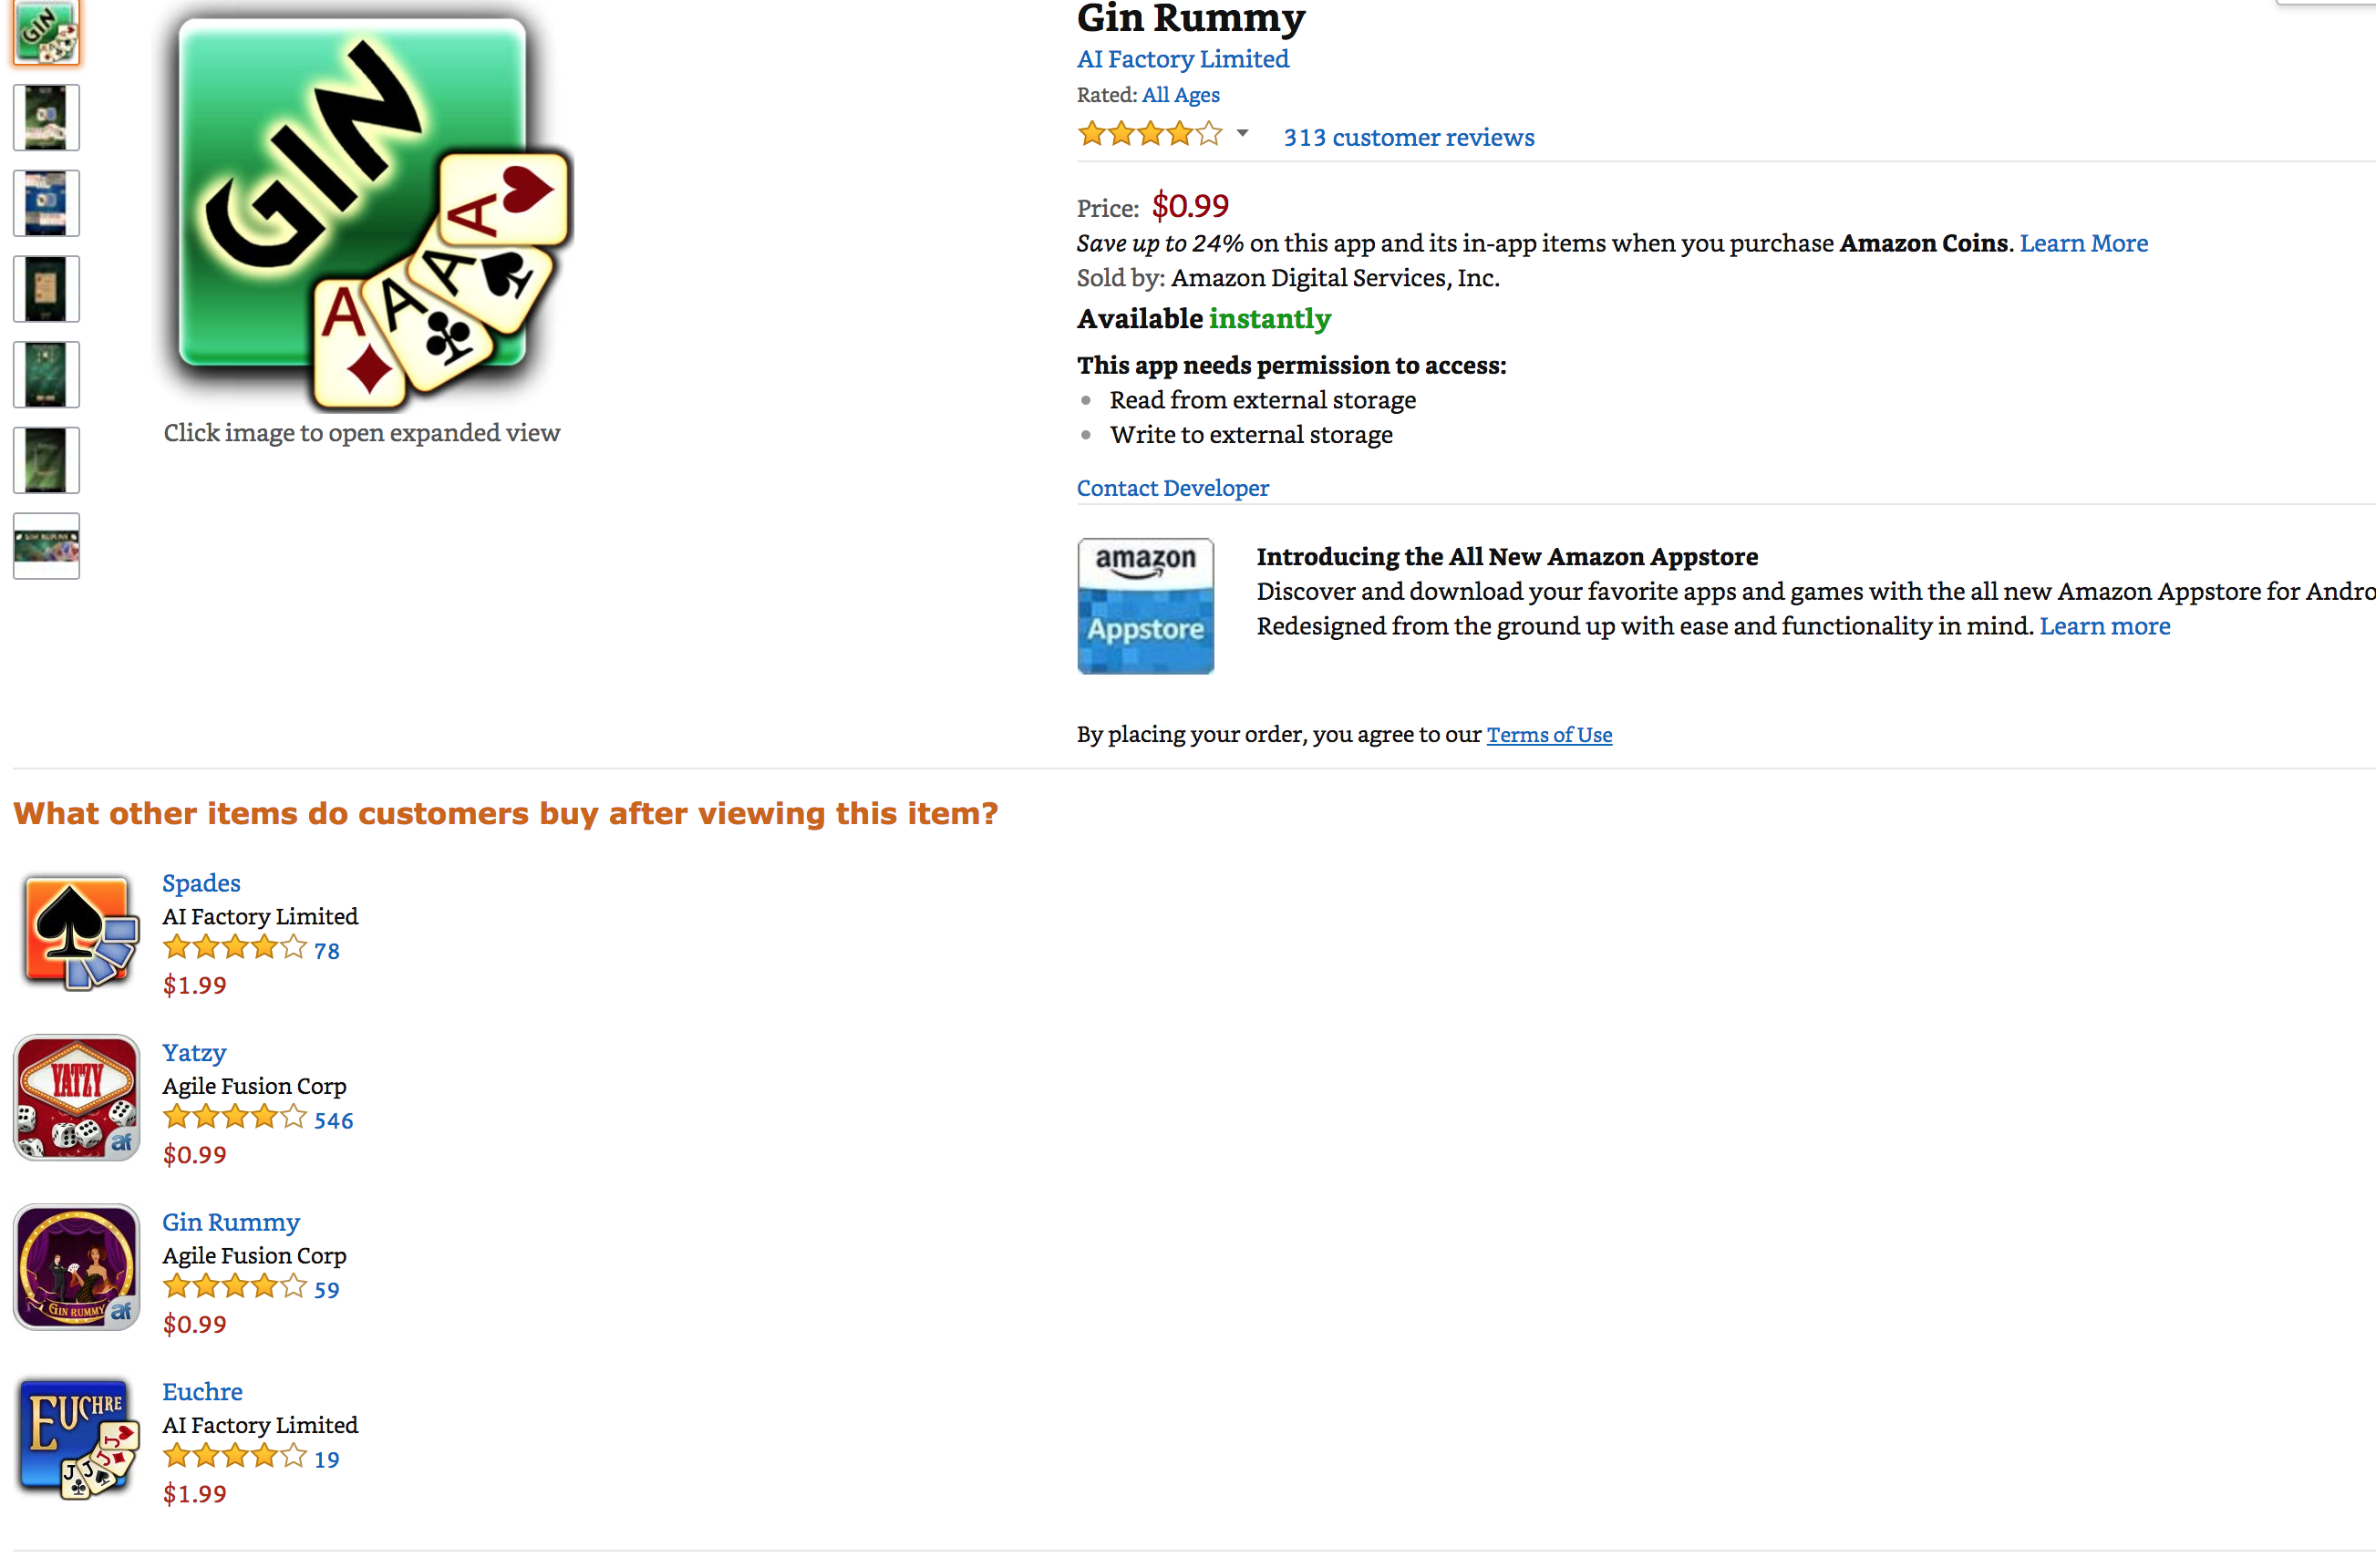 Gin Rummy
AI Factory Limited
Rated: All Ages
313 customer reviews
Price: $0.99
Save up to 24% on this app and its in-app items when you purchase Amazon Coins. Learn More
Sold by: Amazon Digital Services, Inc.
Available instantly
This app needs permission to access:
Read from external storage
Write to external storage
Contact Developer
GIN
A
A
A
A
Click image to open expanded view
amazon
Appstore
Introducing the All New Amazon Appstore
Discover and download your favorite apps and games with the all new Amazon Appstore for Andro
Redesigned from the ground up with ease and functionality in mind. Learn more
By placing your order, you agree to our Terms of Use
What other items do customers buy after viewing this item?
Spades
AI Factory Limited
78
$1.99
YATZY
af
Yatzy
Agile Fusion Corp
546
$0.99
GIN RUMMY
af
Gin Rummy
Agile Fusion Corp
59
$0.99
EUCHRE
J
J
J
J
Euchre
AI Factory Limited
19
$1.99